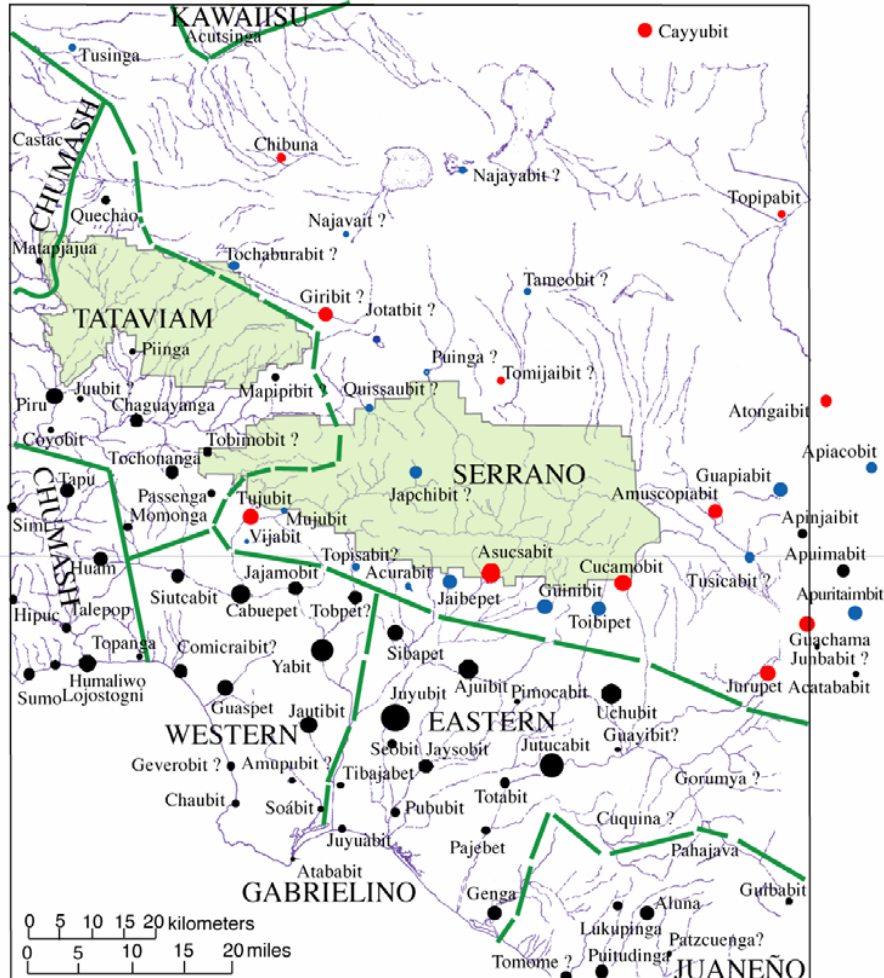 KAWAIISU
Acutsinga
Cayyubit
Tusinga
CHUMASH
Castac
Chibuna
Najayabit ?
Topipabit
Quechao
Najavait ?
Matapjajua
Tochaburabit ?
Tameobit ?
Giribit ?
Jotatbit ?
TATAVIAM
Piinga
Puinga ?
Tomijaibit ?
Juubit ?
Mapipibit ?
Quissaubit ?
Piru
Chaguayanga
Atongaibit
Coyobit
Tobimobit ?
Apiacobit
Tochonanga
SERRANO
Guapiabit
CHUMASH
Tapu
Japchibit ?
Amuscopiabit
Passenga
Tujubit
Simi
Momonga
Mujubit
Apinjaibit
Vijabit
Topisabit?
Asucsabit
Apuimabit
Huam
Jajamobit
Acurabit
Cucamobit
Tusicabit ?
Siutcabit
Cabuepet
Tobpet?
Jaibepet
Guinibit
Toibipet
Apuritaimbit
Hipuc
Talepop
Topanga
Comicraibit?
Sibapet
Guachama
Junbabit ?
Humaliwo
Yabit
Sumo
Lojostogni
Guaspet
Ajuibit
Pimocabit
Jurupet
Acatababit
Jautibit
Juyubit
Uchubit
WESTERN
EASTERN
Guayibit?
Seobit
Jaysobit
Jutucabit
Geverobit ?
Amupubit ?
Tibajabet
Gorumya ?
Chaubit
Soábit
Pububit
Totabit
Cuquina ?
Juyuabit
Pajebet
Pahajava
Atababit
GABRIELINO
Genga
Guibabit
Aluna
Lukupinga
0 5 10 15 20 kilometers
0 5 10 15 20 miles
Patzcuenga?
Tomome ?
Puitudinga
JUANEÑO